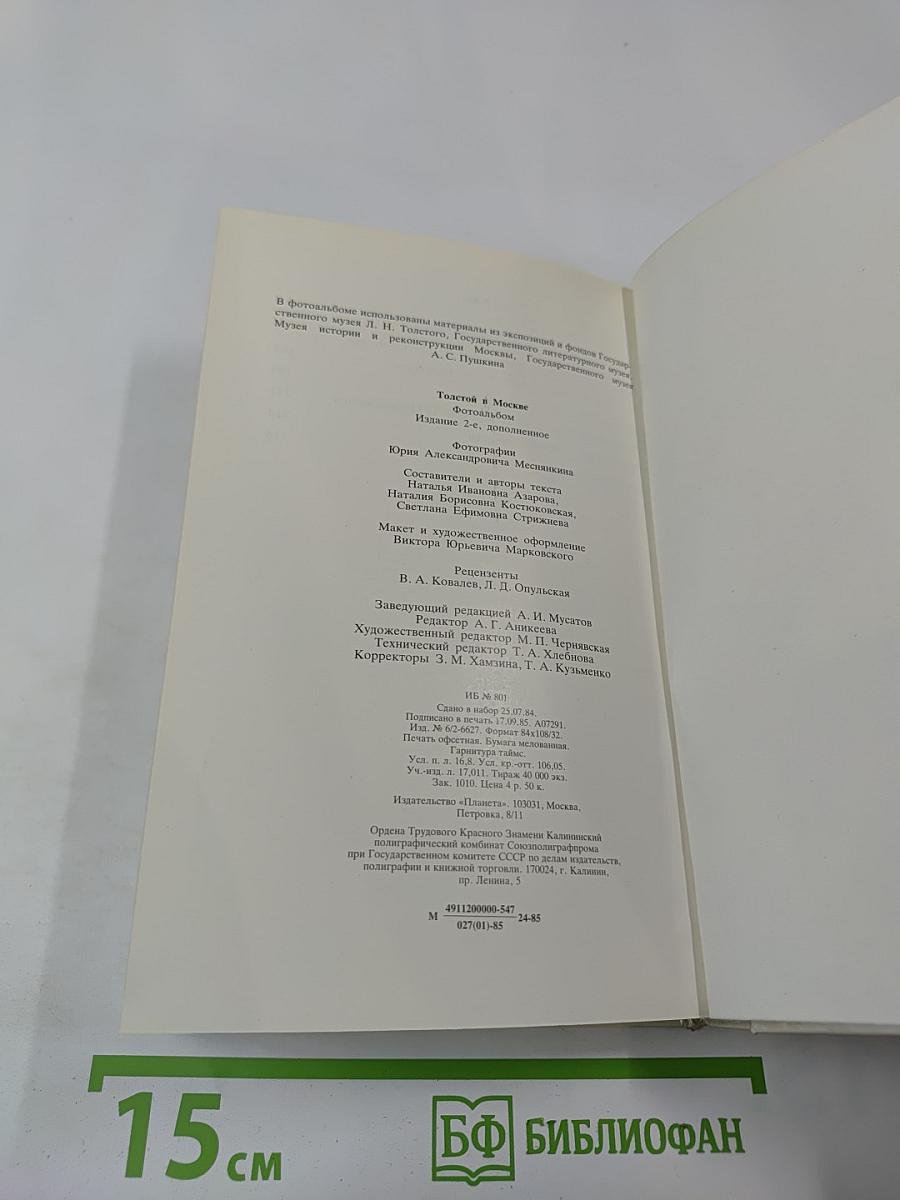 В фотоальбоме использованы материалы из экспозиций и фондов Государ-
ственного музея Л. Н. Толстого, Государственного литературного музея,
Музея истории и реконструкции Москвы, Государственного музея
А. С. Пушкина
Толстой в Москве
Фотоальбом
Издание 2-е, дополненное
Фотографии
Юрия Александровича Меснянкина
Составители и авторы текста
Наталья Ивановна Азарова,
Наталия Борисовна Костюковская,
Светлана Ефимовна Стрижнева
Макет и художественное оформление
Виктора Юрьевича Марковского
Рецензенты
В. А. Ковалев, Л. Д. Опульская
Заведующий редакцией А. И. Мусатов
Редактор А. Г. Аникеева
Художественный редактор М. П. Чернявская
Технический редактор Т. А. Хлебнова
Корректоры З. М. Хамзина, Т. А. Кузьменко
ИБ № 801
Сдано в набор 25.07.84.
Подписано в печать 17.09.85. А07291.
Изд. № 6/2-6627. Формат 84х108/32.
Печать офсетная. Бумага мелованная.
Гарнитура таймс.
Усл. п. л. 16,8. Усл. кр.-отт. 106,05.
Уч.-изд. л. 17,011. Тираж 40 000 экз.
Зак. 1010. Цена 4 р. 50 к.
Издательство «Планета». 103031, Москва,
Петровка, 8/11
Ордена Трудового Красного Знамени Калининский
полиграфический комбинат Союзполиграфпрома
при Государственном комитете СССР по делам издательств,
полиграфии и книжной торговли. 170024, г. Калинин,
пр. Ленина, 5
М 4911200000-547 24-85
027(01)-85
15 см
БФ БИБЛИОФАН